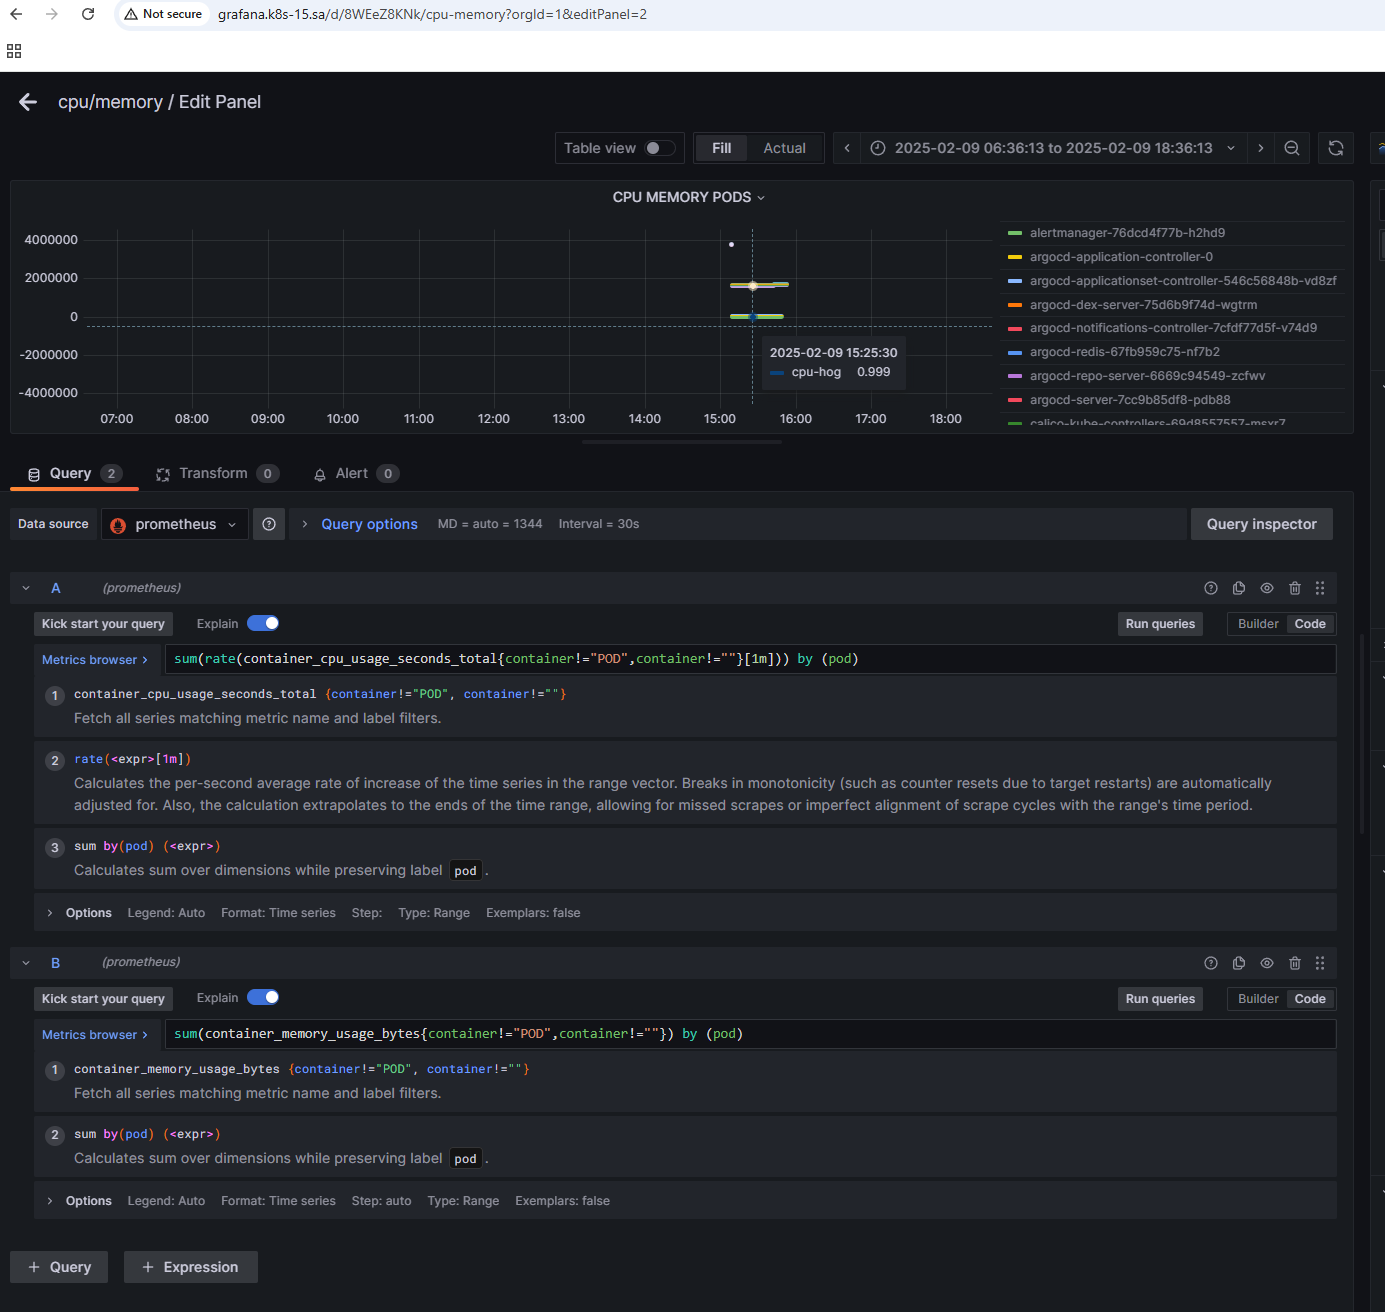 Not secure grafana.k8s-15.sa/d/8WEeZ8KNk/cpu-memory?orgId=1&editPanel=2
cpu/memory / Edit Panel
Table view Fill Actual 2025-02-09 06:36:13 to 2025-02-09 18:36:13
CPU MEMORY PODS
4000000
2000000
0
-2000000
-4000000
07:00 08:00 09:00 10:00 11:00 12:00 13:00 14:00 15:00 16:00 17:00 18:00
2025-02-09 15:25:30
cpu-hog 0.999
alertmanager-76dcd4f77b-h2hd9
argocd-application-controller-0
argocd-applicationset-controller-546c56848b-vd8zf
argocd-dex-server-75d6b9f74d-wgtrm
argocd-notifications-controller-7cfdf77d5f-v74d9
argocd-redis-67fb959c75-nf7b2
argocd-repo-server-6669c94549-zcfwv
argocd-server-7cc9b85df8-pdb88
calico-kube-controllers-69d8557557-msxr7
Query 2 Transform 0 Alert 0
Data source prometheus Query options MD = auto = 1344 Interval = 30s Query inspector
A (prometheus)
Kick start your query Explain Run queries Builder Code
Metrics browser > sum(rate(container_cpu_usage_seconds_total{container!="POD",container!=""}[1m])) by (pod)
1 container_cpu_usage_seconds_total {container!="POD", container!=""}
Fetch all series matching metric name and label filters.
2 rate(<expr>[1m])
Calculates the per-second average rate of increase of the time series in the range vector. Breaks in monotonicity (such as counter resets due to target restarts) are automatically
adjusted for. Also, the calculation extrapolates to the ends of the time range, allowing for missed scrapes or imperfect alignment of scrape cycles with the range's time period.
3 sum by(pod) (<expr>)
Calculates sum over dimensions while preserving label pod .
Options Legend: Auto Format: Time series Step: Type: Range Exemplars: false
B (prometheus)
Kick start your query Explain Run queries Builder Code
Metrics browser > sum(container_memory_usage_bytes{container!="POD",container!=""}) by (pod)
1 container_memory_usage_bytes {container!="POD", container!=""}
Fetch all series matching metric name and label filters.
2 sum by(pod) (<expr>)
Calculates sum over dimensions while preserving label pod .
Options Legend: Auto Format: Time series Step: auto Type: Range Exemplars: false
+ Query + Expression